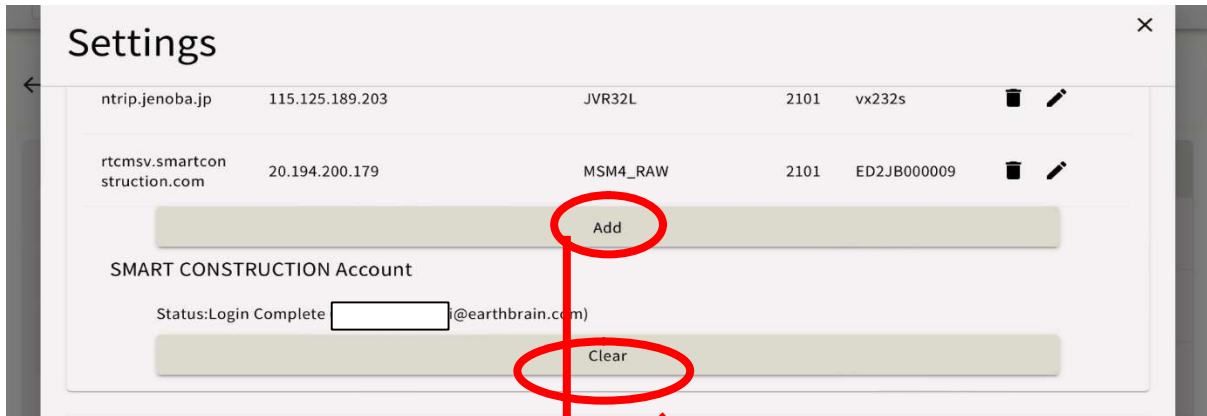 Settings
ntrip.jenoba.jp 115.125.189.203 JVR32L 2101 vx232s
rtcmsv.smartcon
struction.com 20.194.200.179 MSM4_RAW 2101 ED2JB000009
Add
SMART CONSTRUCTION Account
Status:Login Complete i@earthbrain.com)
Clear